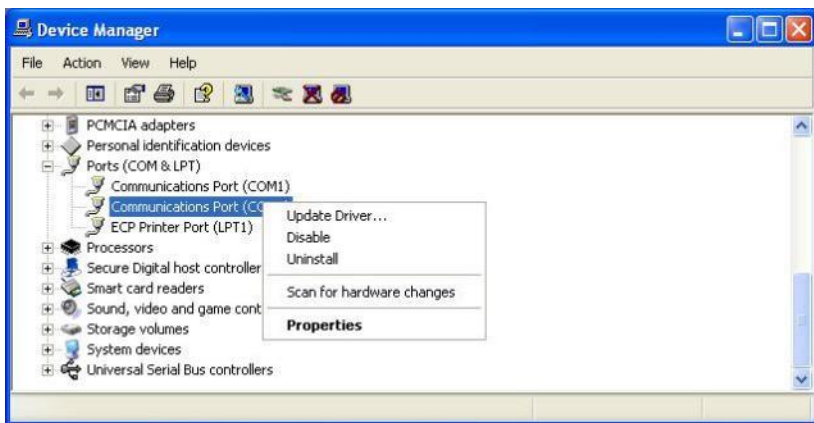 Device Manager
File Action View Help
PCMCIA adapters
Personal identification devices
Ports (COM & LPT)
Communications Port (COM1)
Communications Port (CO
Update Driver...
ECP Printer Port (LPT1)
Disable
Processors
Uninstall
Secure Digital host controller
Smart card readers
Scan for hardware changes
Sound, video and game cont
Storage volumes
Properties
System devices
Universal Serial Bus controllers